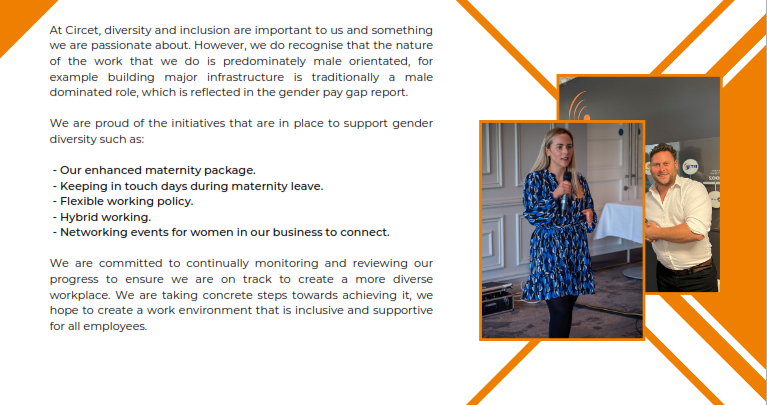 At Circet, diversity and inclusion are important to us and something
we are passionate about. However, we do recognise that the nature
of the work that we do is predominately male orientated, for
example building major infrastructure is traditionally a male
dominated role, which is reflected in the gender pay gap report.
We are proud of the initiatives that are in place to support gender
diversity such as:
- Our enhanced maternity package.
- Keeping in touch days during maternity leave.
- Flexible working policy.
- Hybrid working.
- Networking events for women in our business to connect.
We are committed to continually monitoring and reviewing our
progress to ensure we are on track to create a more diverse
workplace. We are taking concrete steps towards achieving it, we
hope to create a work environment that is inclusive and supportive
for all employees.